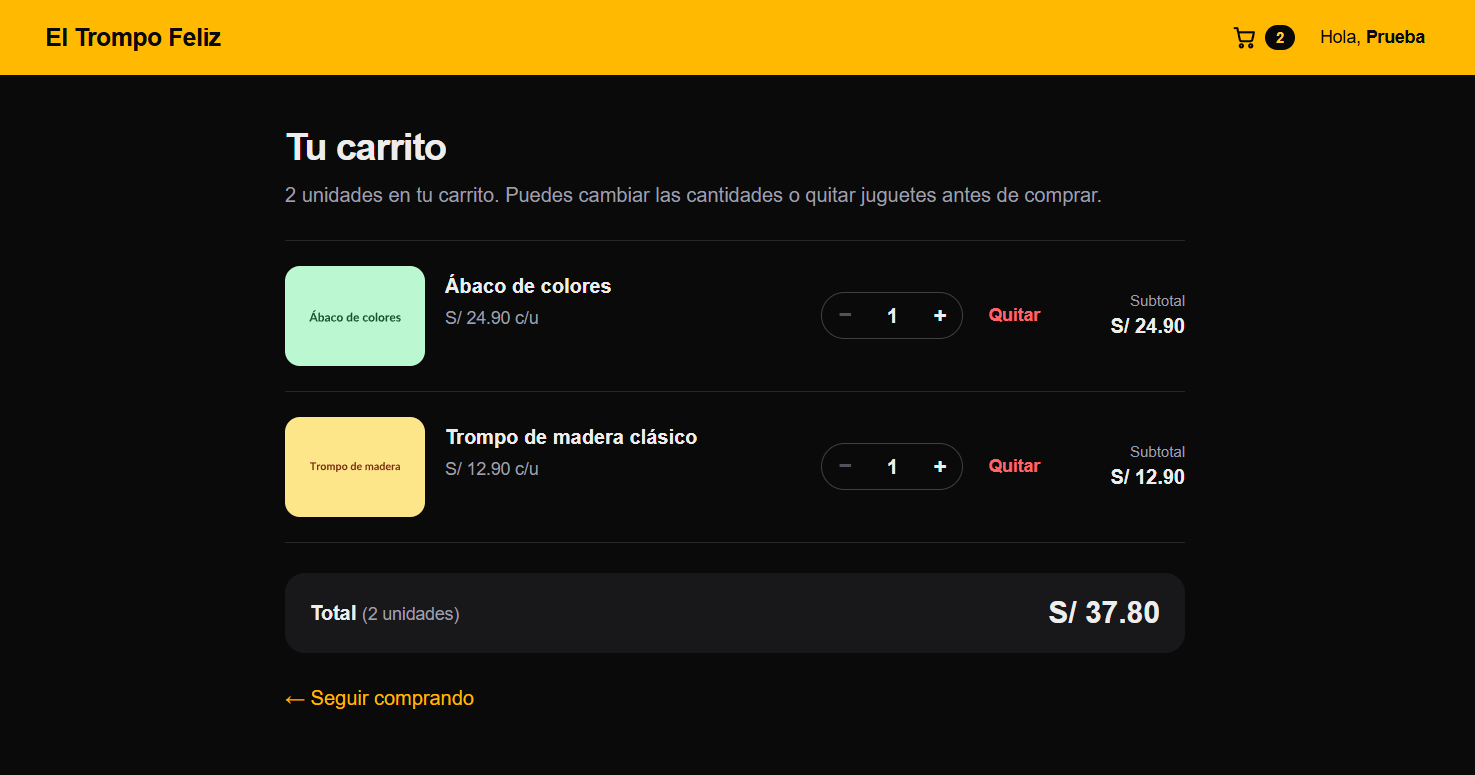 El Trompo Feliz
2 Hola, Prueba
Tu carrito
2 unidades en tu carrito. Puedes cambiar las cantidades o quitar juguetes antes de comprar.
Ábaco de colores
Ábaco de colores
S/ 24.90 c/u
− 1 + Quitar
Subtotal
S/ 24.90
Trompo de madera
Trompo de madera clásico
S/ 12.90 c/u
− 1 + Quitar
Subtotal
S/ 12.90
Total (2 unidades) S/ 37.80
← Seguir comprando